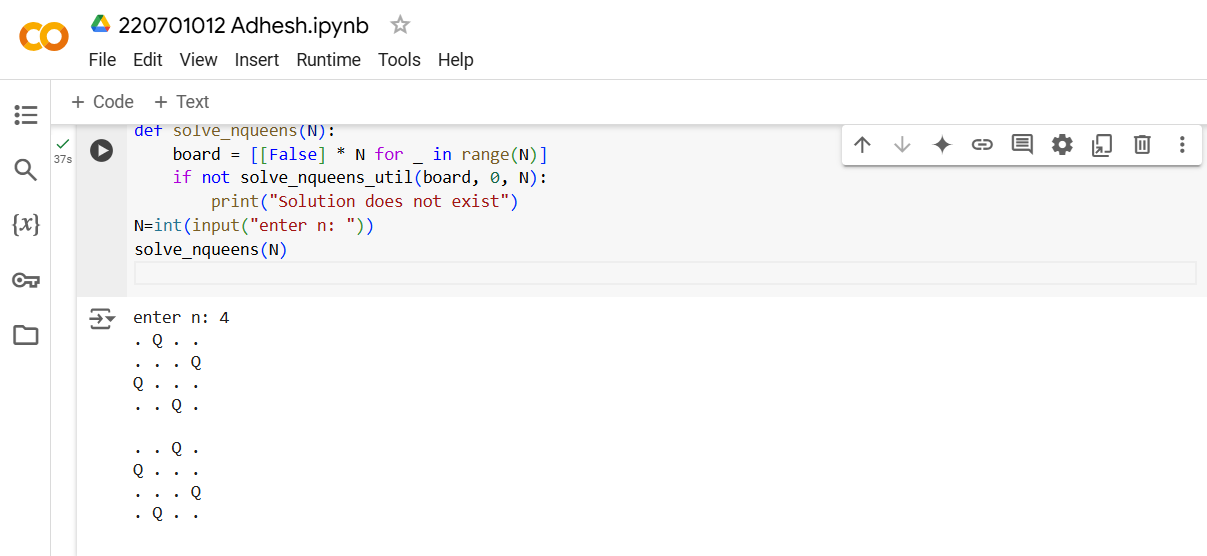 220701012 Adhesh.ipynb
File Edit View Insert Runtime Tools Help
+ Code + Text
37s
def solve_nqueens(N):
    board = [[False] * N for _ in range(N)]
    if not solve_nqueens_util(board, 0, N):
        print("Solution does not exist")
N=int(input("enter n: "))
solve_nqueens(N)
{x}
enter n: 4
. Q . .
. . . Q
Q . . .
. . Q .
. . Q .
Q . . .
. . . Q
. Q . .